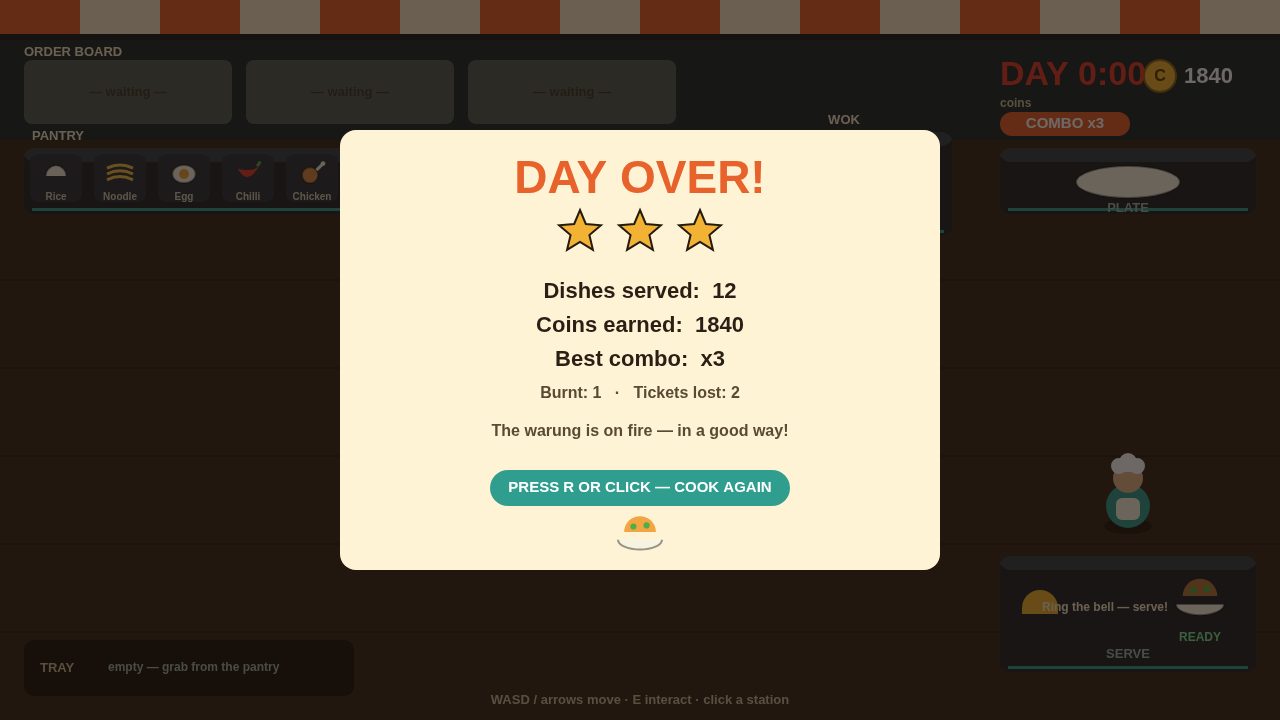 ORDER BOARD
— waiting —
— waiting —
— waiting —
DAY 0:00
C
1840
coins
COMBO x3
PANTRY
WOK
Rice
Noodle
Egg
Chilli
Chicken
PLATE
DAY OVER!
Dishes served: 12
Coins earned: 1840
Best combo: x3
Burnt: 1 · Tickets lost: 2
The warung is on fire — in a good way!
PRESS R OR CLICK — COOK AGAIN
Ring the bell — serve!
READY
SERVE
TRAY
empty — grab from the pantry
WASD / arrows move · E interact · click a station